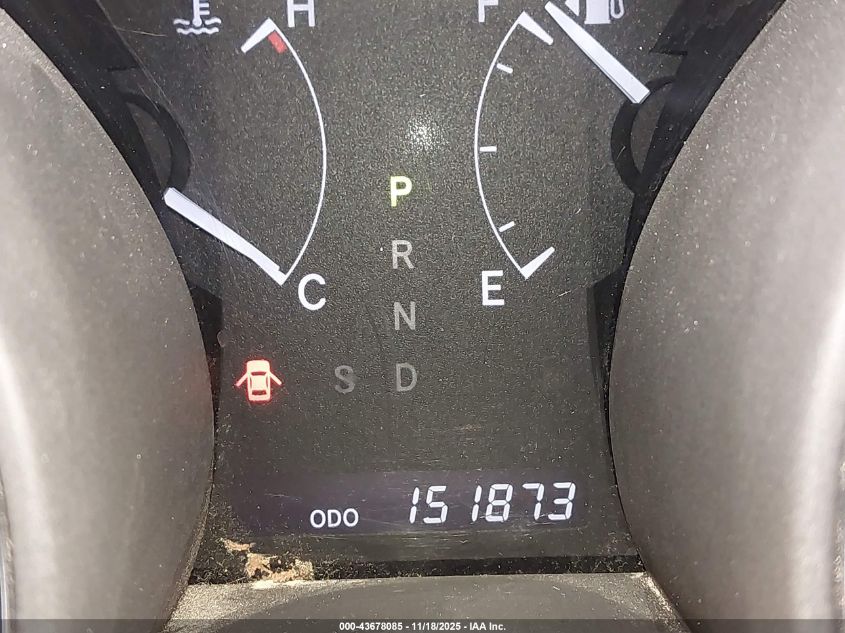 H F
C E
P
R
N
S D
ODO 151873
000-43678085 - 11/18/2025 - IAA Inc.